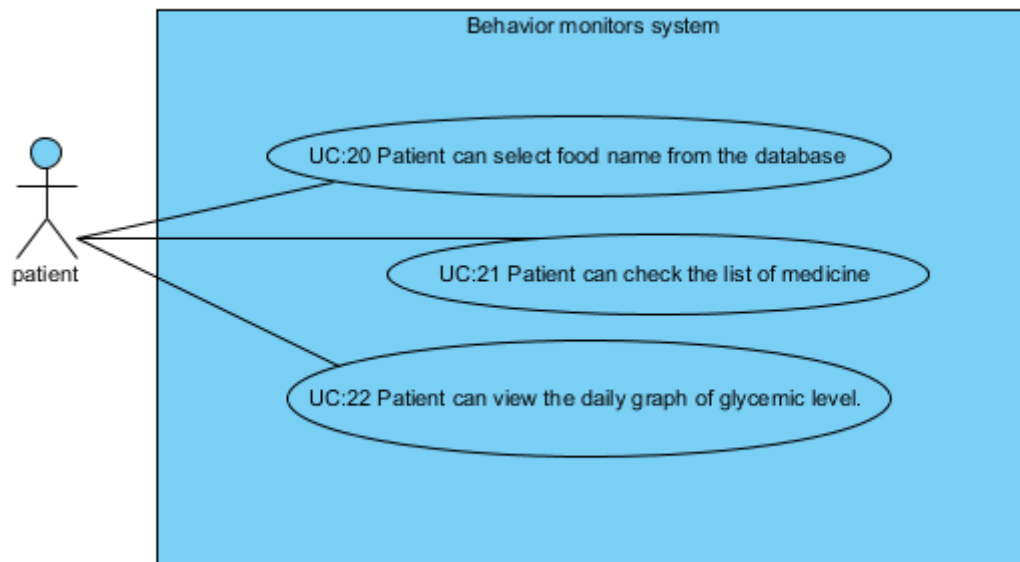 Behavior monitors system
UC:20 Patient can select food name from the database
patient
UC:21 Patient can check the list of medicine
UC:22 Patient can view the daily graph of glycemic level.